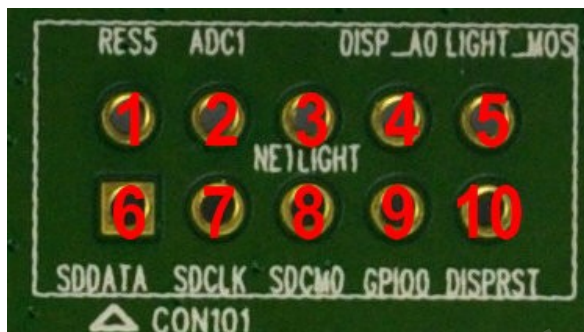 RES5 ADC1 DISP_A0 LIGHT_MOS
1 2 3 4 5
NETLIGHT
6 7 8 9 10
SDDATA SDCLK SDCMD GPIO0 DISPRST
CON101